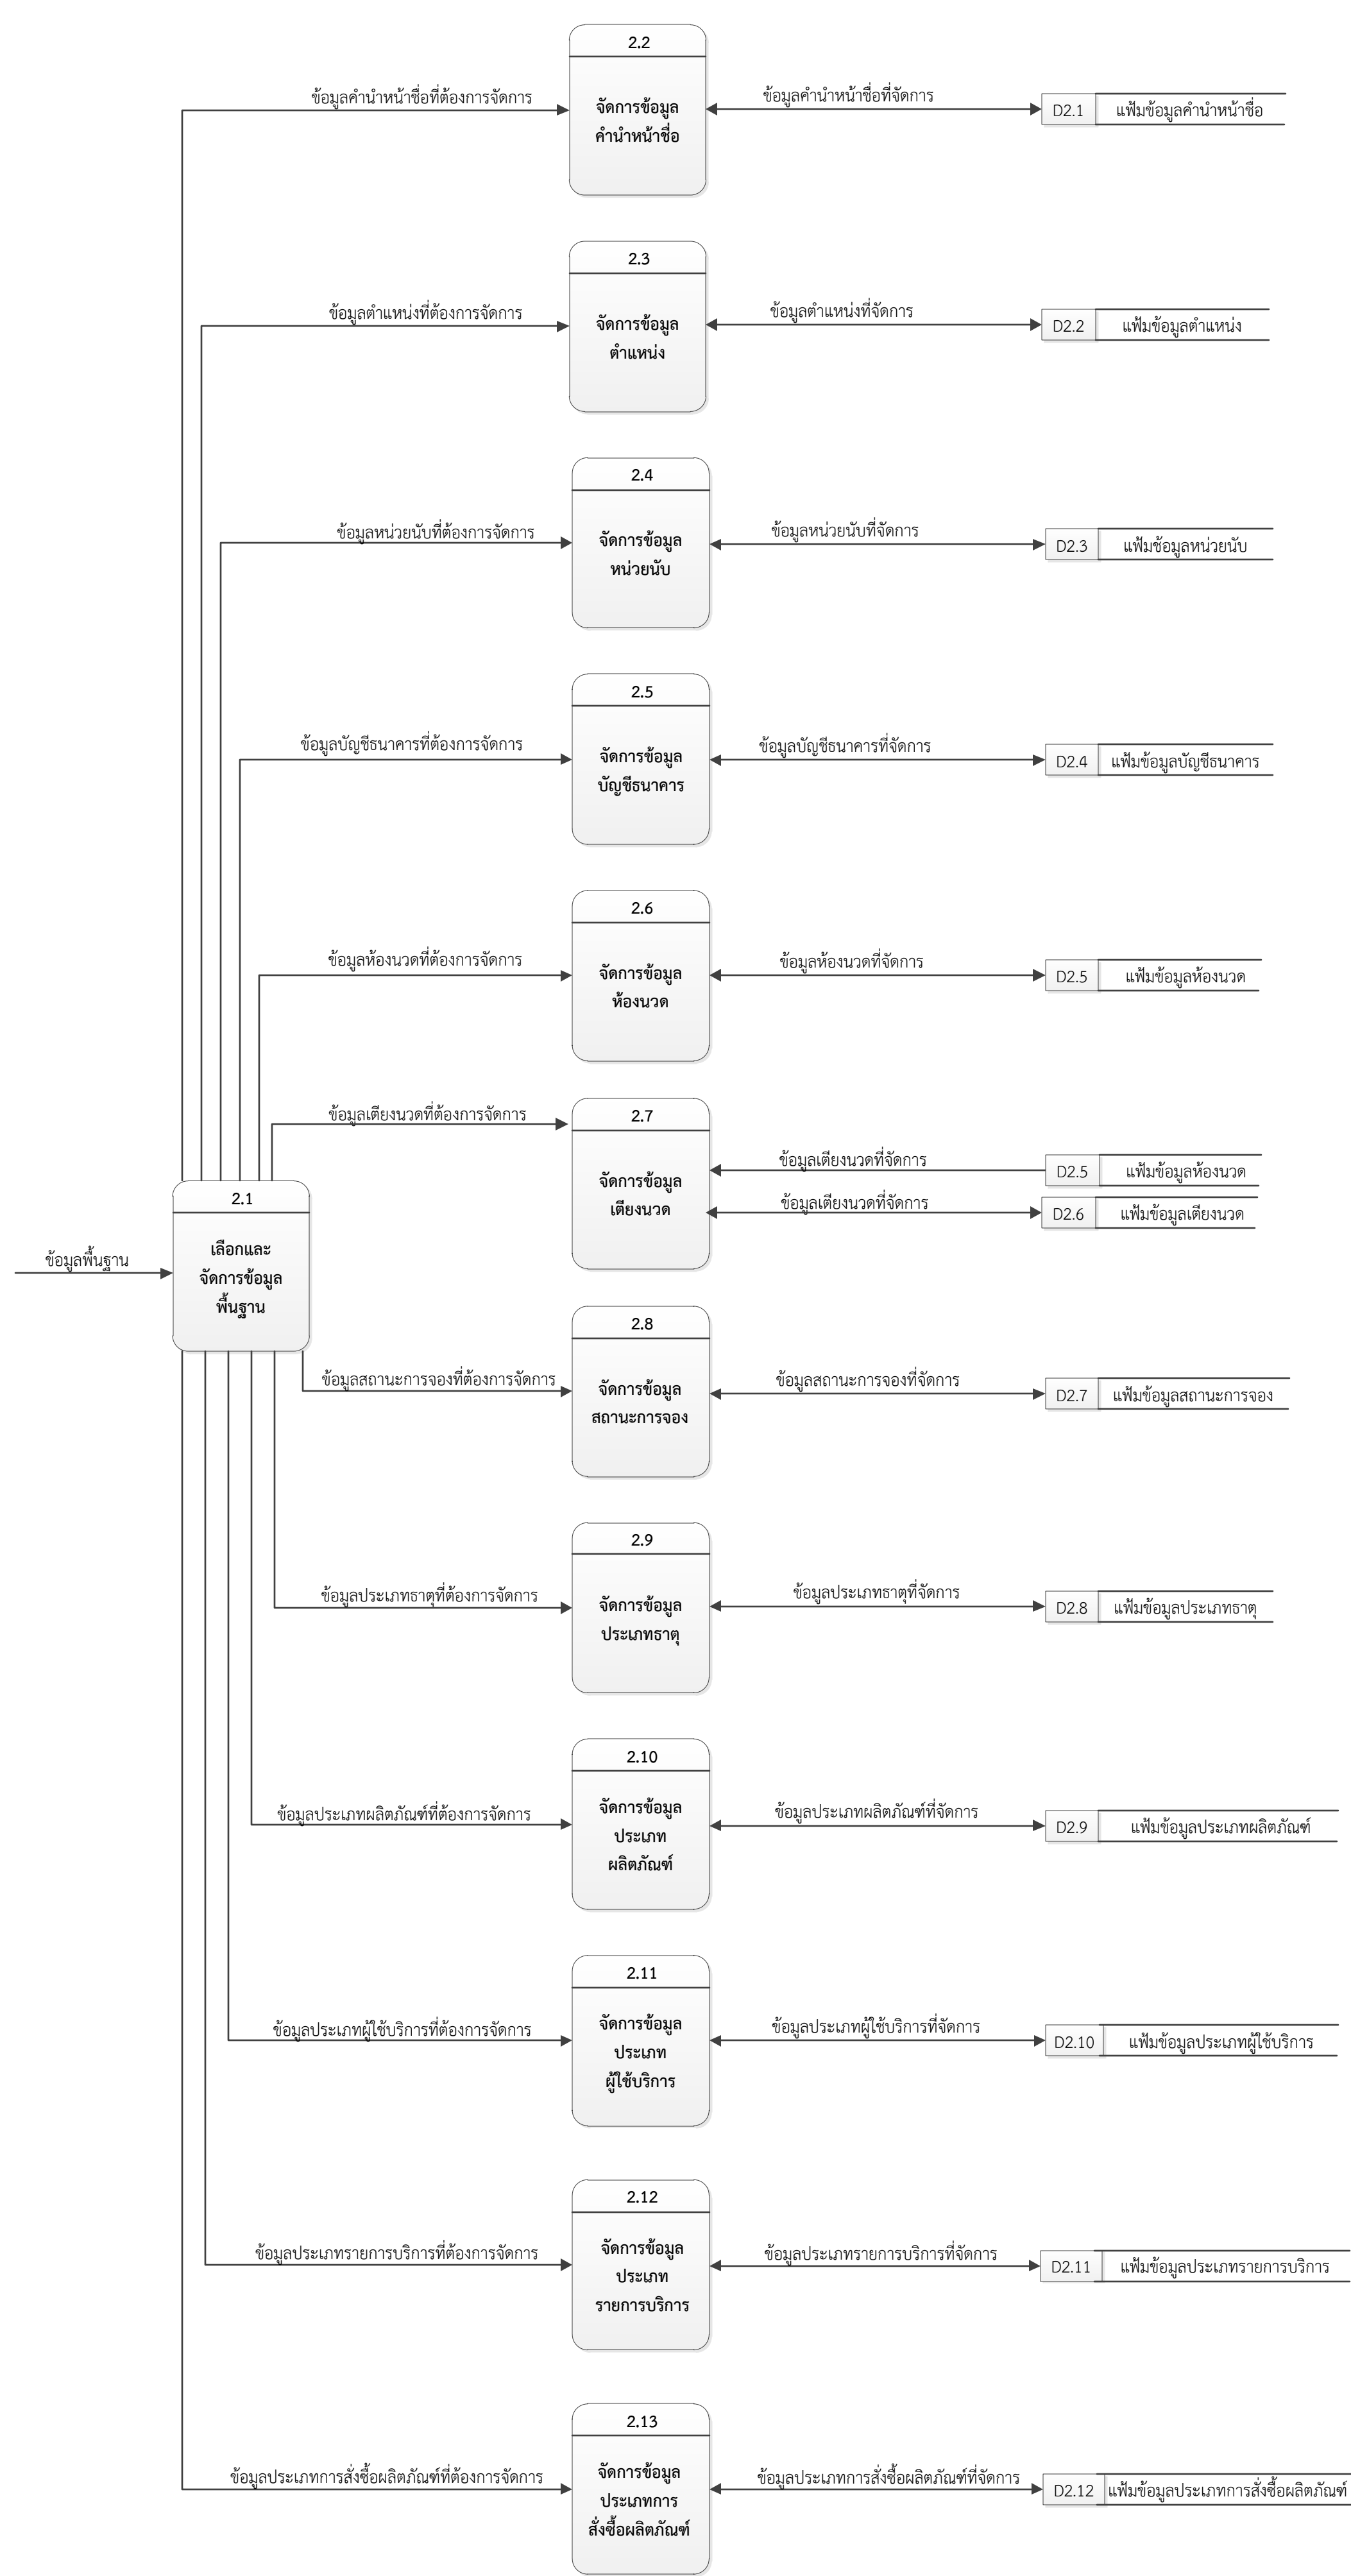 2.2
ข้อมูลคำนำหน้าชื่อที่ต้องการจัดการ
จัดการข้อมูล
คำนำหน้าชื่อ
ข้อมูลคำนำหน้าชื่อที่จัดการ
D2.1
แฟ้มข้อมูลคำนำหน้าชื่อ
2.3
ข้อมูลตำแหน่งที่ต้องการจัดการ
จัดการข้อมูล
ตำแหน่ง
ข้อมูลตำแหน่งที่จัดการ
D2.2
แฟ้มข้อมูลตำแหน่ง
2.4
ข้อมูลหน่วยนับที่ต้องการจัดการ
จัดการข้อมูล
หน่วยนับ
ข้อมูลหน่วยนับที่จัดการ
D2.3
แฟ้มช้อมูลหน่วยนับ
2.5
ข้อมูลบัญชีธนาคารที่ต้องการจัดการ
จัดการข้อมูล
บัญชีธนาคาร
ข้อมูลบัญชีธนาคารที่จัดการ
D2.4
แฟ้มข้อมูลบัญชีธนาคาร
2.6
ข้อมูลห้องนวดที่ต้องการจัดการ
จัดการข้อมูล
ห้องนวด
ข้อมูลห้องนวดที่จัดการ
D2.5
แฟ้มข้อมูลห้องนวด
2.7
ข้อมูลเตียงนวดที่ต้องการจัดการ
จัดการข้อมูล
เตียงนวด
ข้อมูลเตียงนวดที่จัดการ
D2.5
แฟ้มข้อมูลห้องนวด
ข้อมูลเตียงนวดที่จัดการ
D2.6
แฟ้มข้อมูลเตียงนวด
ข้อมูลพื้นฐาน
2.1
เลือกและ
จัดการข้อมูล
พื้นฐาน
2.8
ข้อมูลสถานะการจองที่ต้องการจัดการ
จัดการข้อมูล
สถานะการจอง
ข้อมูลสถานะการจองที่จัดการ
D2.7
แฟ้มข้อมูลสถานะการจอง
2.9
ข้อมูลประเภทธาตุที่ต้องการจัดการ
จัดการข้อมูล
ประเภทธาตุ
ข้อมูลประเภทธาตุที่จัดการ
D2.8
แฟ้มข้อมูลประเภทธาตุ
2.10
ข้อมูลประเภทผลิตภัณฑ์ที่ต้องการจัดการ
จัดการข้อมูล
ประเภท
ผลิตภัณฑ์
ข้อมูลประเภทผลิตภัณฑ์ที่จัดการ
D2.9
แฟ้มข้อมูลประเภทผลิตภัณฑ์
2.11
ข้อมูลประเภทผู้ใช้บริการที่ต้องการจัดการ
จัดการข้อมูล
ประเภท
ผู้ใช้บริการ
ข้อมูลประเภทผู้ใช้บริการที่จัดการ
D2.10
แฟ้มข้อมูลประเภทผู้ใช้บริการ
2.12
ข้อมูลประเภทรายการบริการที่ต้องการจัดการ
จัดการข้อมูล
ประเภท
รายการบริการ
ข้อมูลประเภทรายการบริการที่จัดการ
D2.11
แฟ้มข้อมูลประเภทรายการบริการ
2.13
ข้อมูลประเภทการสั่งซื้อผลิตภัณฑ์ที่ต้องการจัดการ
จัดการข้อมูล
ประเภทการ
สั่งซื้อผลิตภัณฑ์
ข้อมูลประเภทการสั่งซื้อผลิตภัณฑ์ที่จัดการ
D2.12
แฟ้มข้อมูลประเภทการสั่งซื้อผลิตภัณฑ์